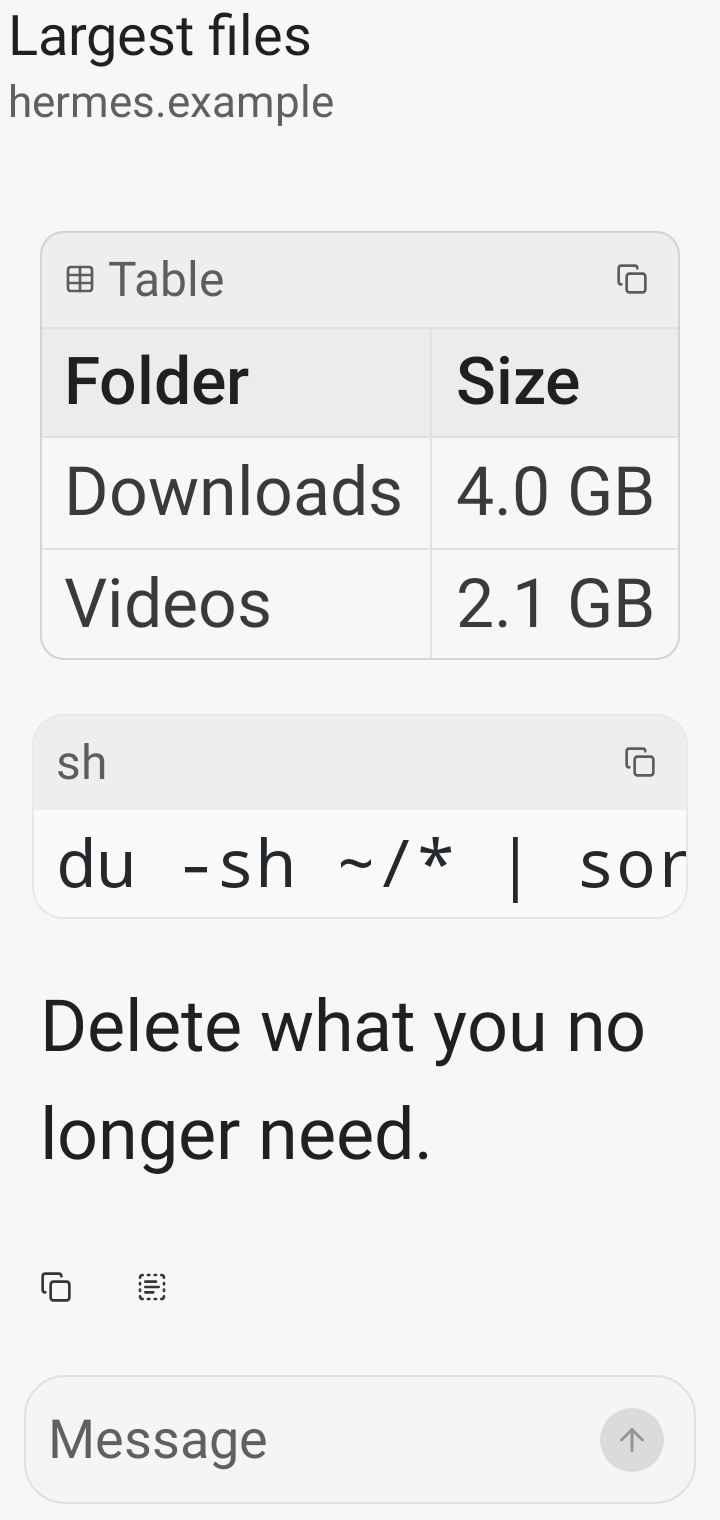 Largest files
hermes.example
Table
Folder Size
Downloads 4.0 GB
Videos 2.1 GB
sh
du -sh ~/* | sor
Delete what you no
longer need.
Message